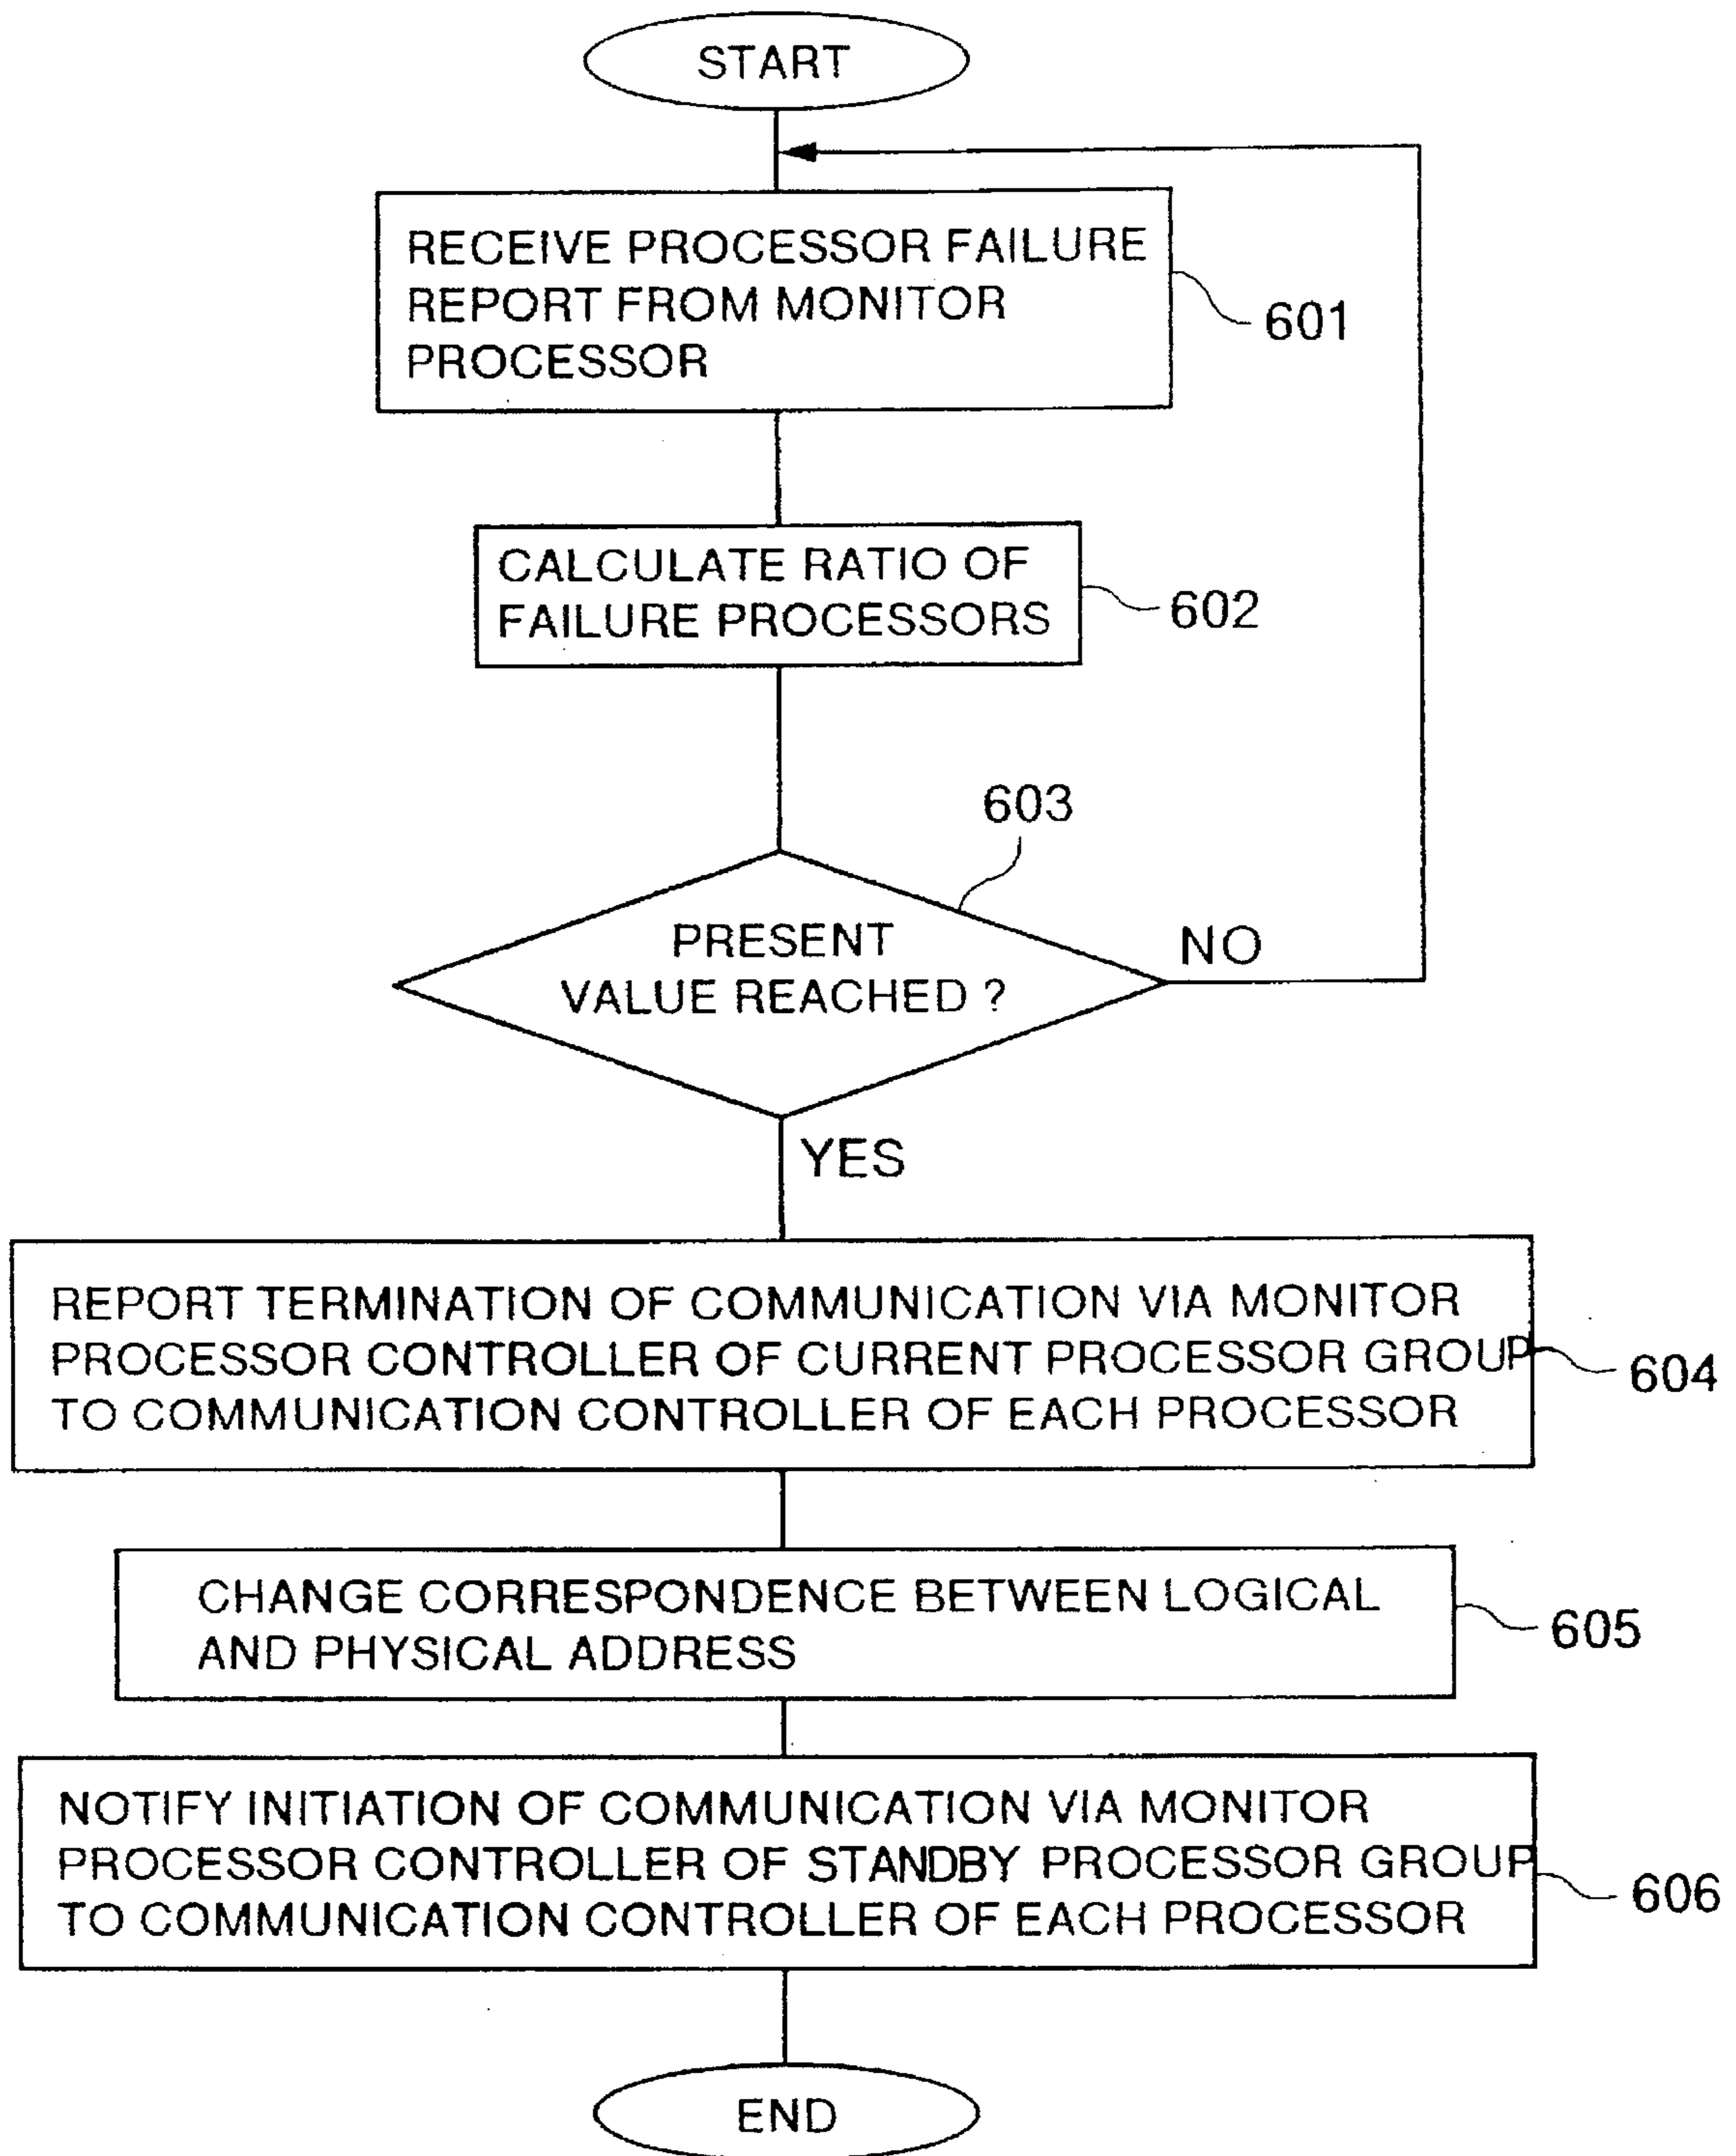 START
RECEIVE PROCESSOR FAILURE
REPORT FROM MONITOR
PROCESSOR
601
CALCULATE RATIO OF
FAILURE PROCESSORS
602
603
PRESENT
VALUE REACHED ?
NO
YES
REPORT TERMINATION OF COMMUNICATION VIA MONITOR
PROCESSOR CONTROLLER OF CURRENT PROCESSOR GROUP
TO COMMUNICATION CONTROLLER OF EACH PROCESSOR
604
CHANGE CORRESPONDENCE BETWEEN LOGICAL
AND PHYSICAL ADDRESS
605
NOTIFY INITIATION OF COMMUNICATION VIA MONITOR
PROCESSOR CONTROLLER OF STANDBY PROCESSOR GROUP
TO COMMUNICATION CONTROLLER OF EACH PROCESSOR
606
END